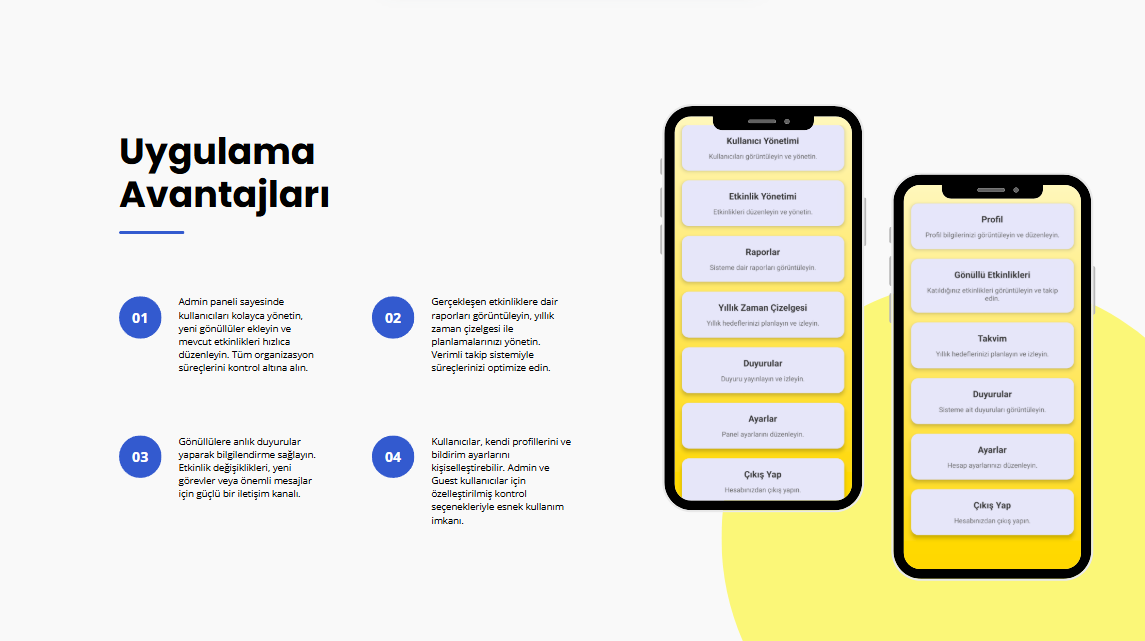 Uygulama
Avantajları
01
Admin paneli sayesinde
kullanıcıları kolayca yönetin,
yeni gönüllüler ekleyin ve
mevcut etkinlikleri hızlıca
düzenleyin. Tüm organizasyon
süreçlerini kontrol altına alın.
02
Gerçekleşen etkinliklere dair
raporları görüntüleyin, yıllık
zaman çizelgesi ile
planlamalarınızı yönetin.
Verimli takip sistemiyle
süreçlerinizi optimize edin.
03
Gönüllülere anlık duyurular
yaparak bilgilendirme sağlayın.
Etkinlik değişiklikleri, yeni
görevler veya önemli mesajlar
için güçlü bir iletişim kanalı.
04
Kullanıcılar, kendi profillerini ve
bildirim ayarlarını
kişiselleştirebilir. Admin ve
Guest kullanıcılar için
özelleştirilmiş kontrol
seçenekleriyle esnek kullanım
imkanı.
Kullanıcı Yönetimi
Kullanıcıları görüntüleyin ve yönetin.
Etkinlik Yönetimi
Etkinlikleri düzenleyin ve yönetin.
Raporlar
Sisteme dair raporları görüntüleyin.
Yıllık Zaman Çizelgesi
Yıllık hedeflerinizi planlayın ve izleyin.
Duyurular
Duyuru yayınlayın ve izleyin.
Ayarlar
Panel ayarlarını düzenleyin.
Çıkış Yap
Hesabınızdan çıkış yapın.
Profil
Profil bilgilerinizi görüntüleyin ve düzenleyin.
Gönüllü Etkinlikleri
Katıldığınız etkinlikleri görüntüleyin ve takip
edin.
Takvim
Yıllık hedeflerinizi planlayın ve izleyin.
Duyurular
Sisteme ait duyuruları görüntüleyin.
Ayarlar
Hesap ayarlarınızı düzenleyin.
Çıkış Yap
Hesabınızdan çıkış yapın.